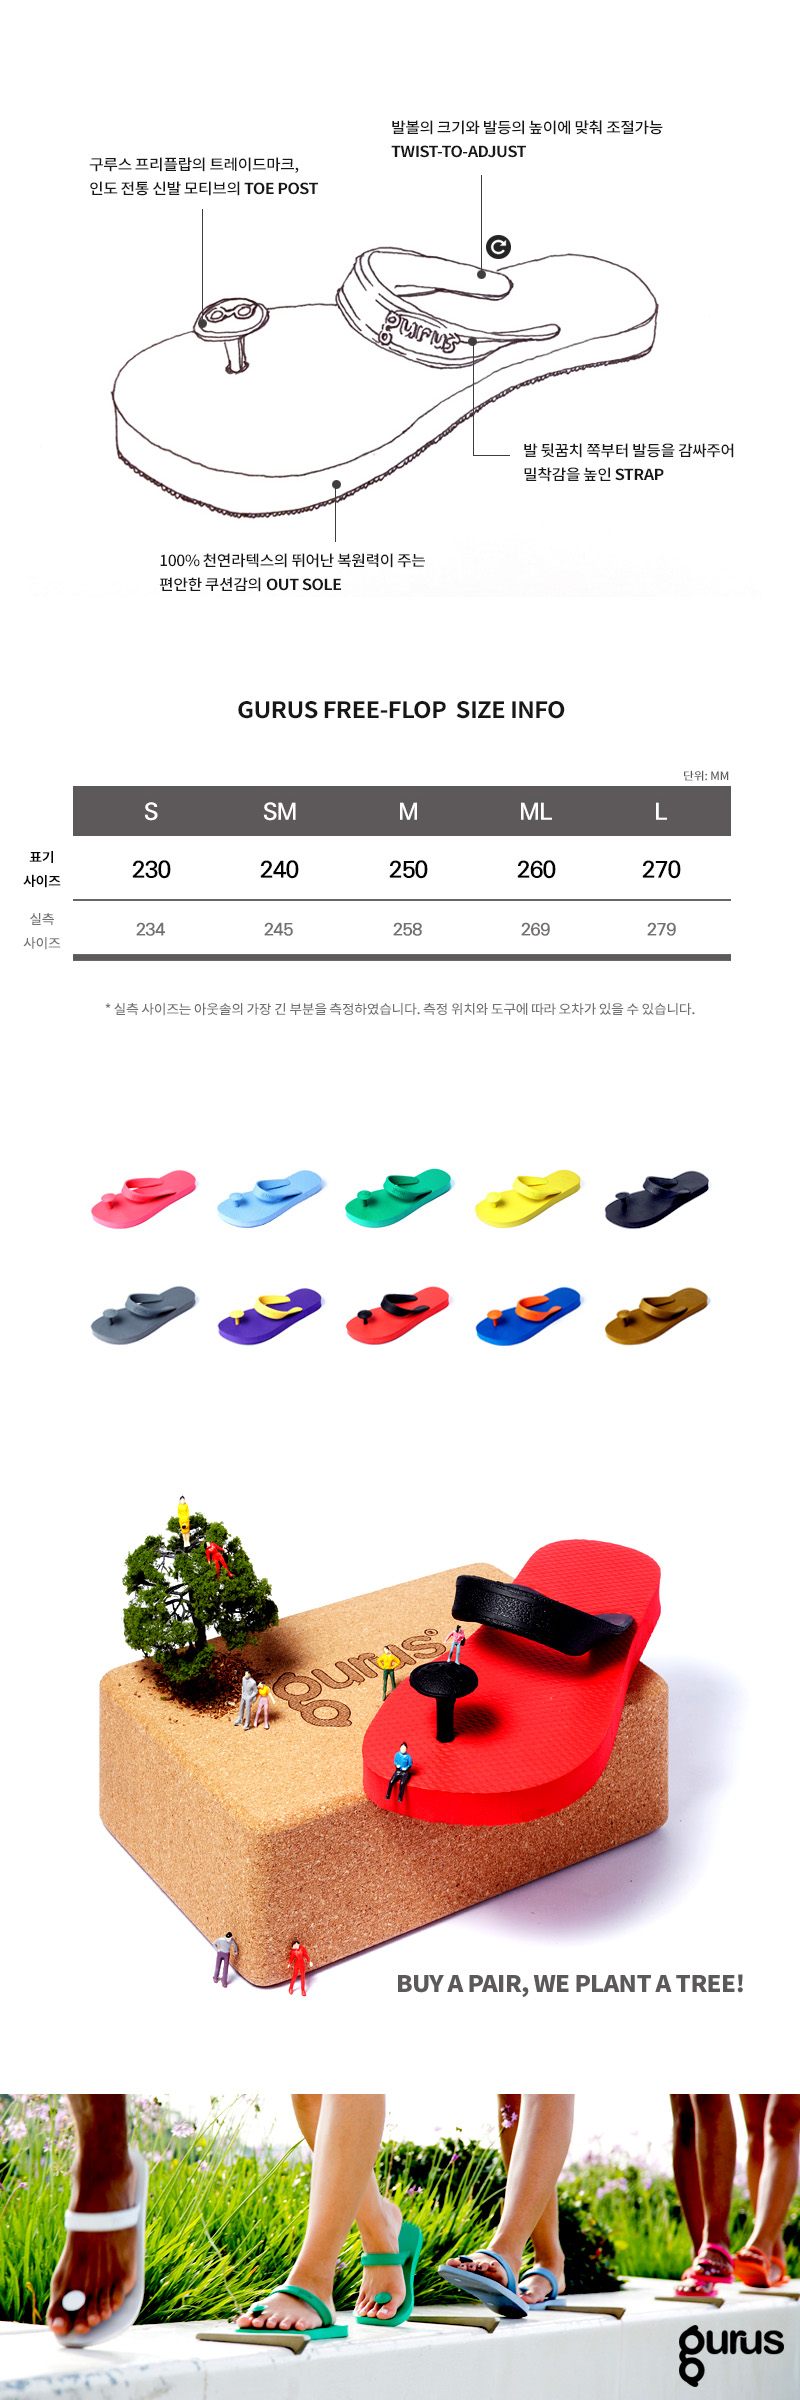 발볼의 크기와 발등의 높이에 맞춰 조절가능
TWIST-TO-ADJUST
구루스 프리플랍의 트레이드마크,
인도 전통 신발 모티브의 TOE POST
gurus
발 뒷꿈치 쪽부터 발등을 감싸주어
밀착감을 높인 STRAP
100% 천연라텍스의 뛰어난 복원력이 주는
편안한 쿠션감의 OUT SOLE
GURUS FREE-FLOP SIZE INFO
단위: MM
S SM M ML L
표기 사이즈 230 240 250 260 270
실측 사이즈 234 245 258 269 279
* 실측 사이즈는 아웃솔의 가장 긴 부분을 측정하였습니다. 측정 위치와 도구에 따라 오차가 있을 수 있습니다.
gurus®
BUY A PAIR, WE PLANT A TREE!
gurus